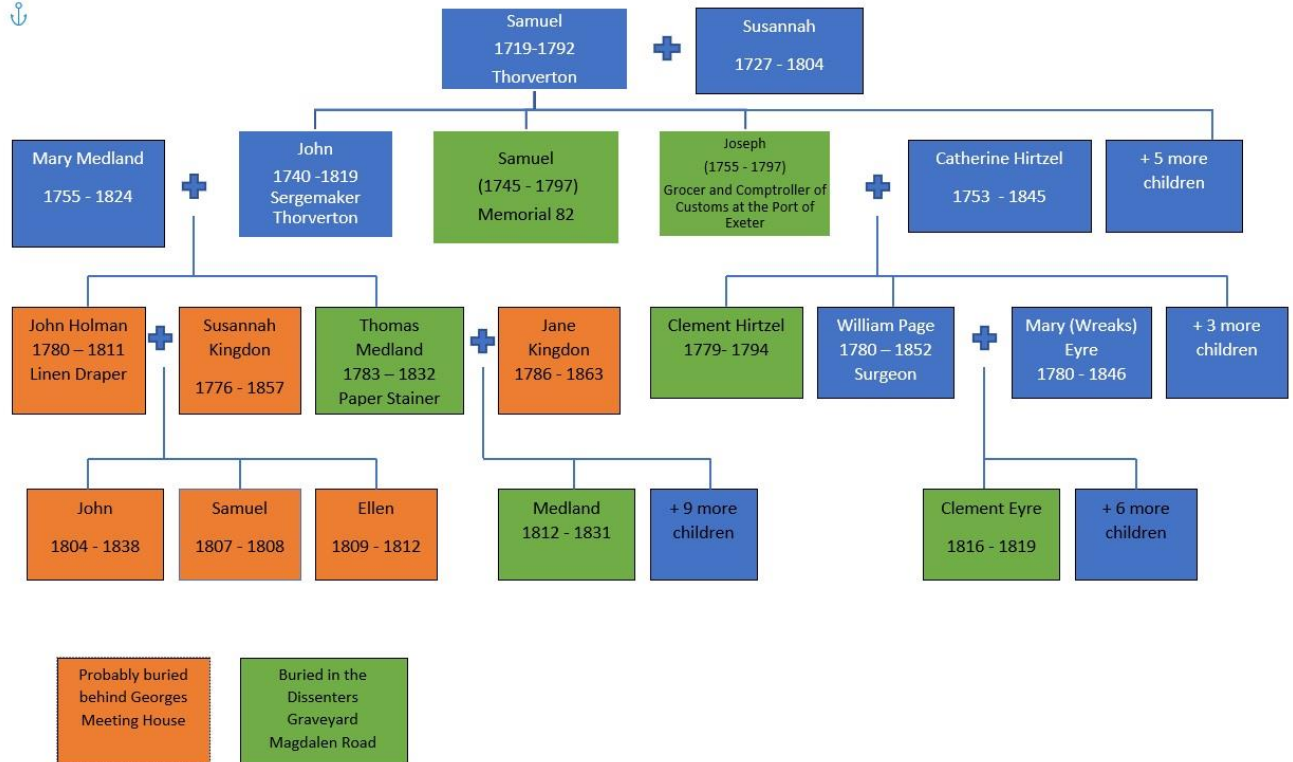 Samuel
1719-1792
Thorverton
Susannah
1727 - 1804
Mary Medland
1755 - 1824
John
1740 -1819
Sergemaker
Thorverton
Samuel
(1745 - 1797)
Memorial 82
Joseph
(1755 - 1797)
Grocer and Comptroller of
Customs at the Port of
Exeter
Catherine Hirtzel
1753 - 1845
+ 5 more
children
John Holman
1780 – 1811
Linen Draper
Susannah
Kingdon
1776 - 1857
Thomas
Medland
1783 – 1832
Paper Stainer
Jane
Kingdon
1786 - 1863
Clement Hirtzel
1779- 1794
William Page
1780 – 1852
Surgeon
Mary (Wreaks)
Eyre
1780 - 1846
+ 3 more
children
John
1804 - 1838
Samuel
1807 - 1808
Ellen
1809 - 1812
Medland
1812 - 1831
+ 9 more
children
Clement Eyre
1816 - 1819
+ 6 more
children
Probably buried
behind Georges
Meeting House
Buried in the
Dissenters
Graveyard
Magdalen Road